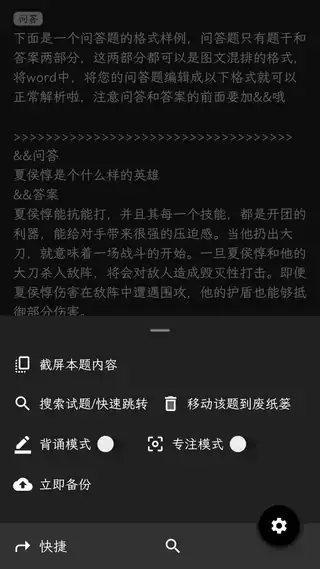 问答
下面是一个问答题的格式样例，问答题只有题干和
答案两部分，这两部分都可以是图文混排的格式，
将word中，将您的问答题编辑成以下格式就可以
正常解析啦，注意问答和答案的前面要加&&哦
>>>>>>>>>>>>>>>>>>>>>>>>>>>>>>>>>>>
&&问答
夏侯惇是个什么样的英雄
&&答案
夏侯惇能抗能打，并且其每一个技能，都是开团的
利器，能给对手带来很强的压迫感。当他扔出大
刀，就意味着一场战斗的开始。一旦夏侯惇和他的
大刀杀入敌阵，将会对敌人造成毁灭性打击。即便
夏侯惇伤害在敌阵中遭遇围攻，他的护盾也能够抵
御部分伤害。
截屏本题内容
搜索试题/快速跳转 移动该题到废纸篓
背诵模式 专注模式
立即备份
快捷